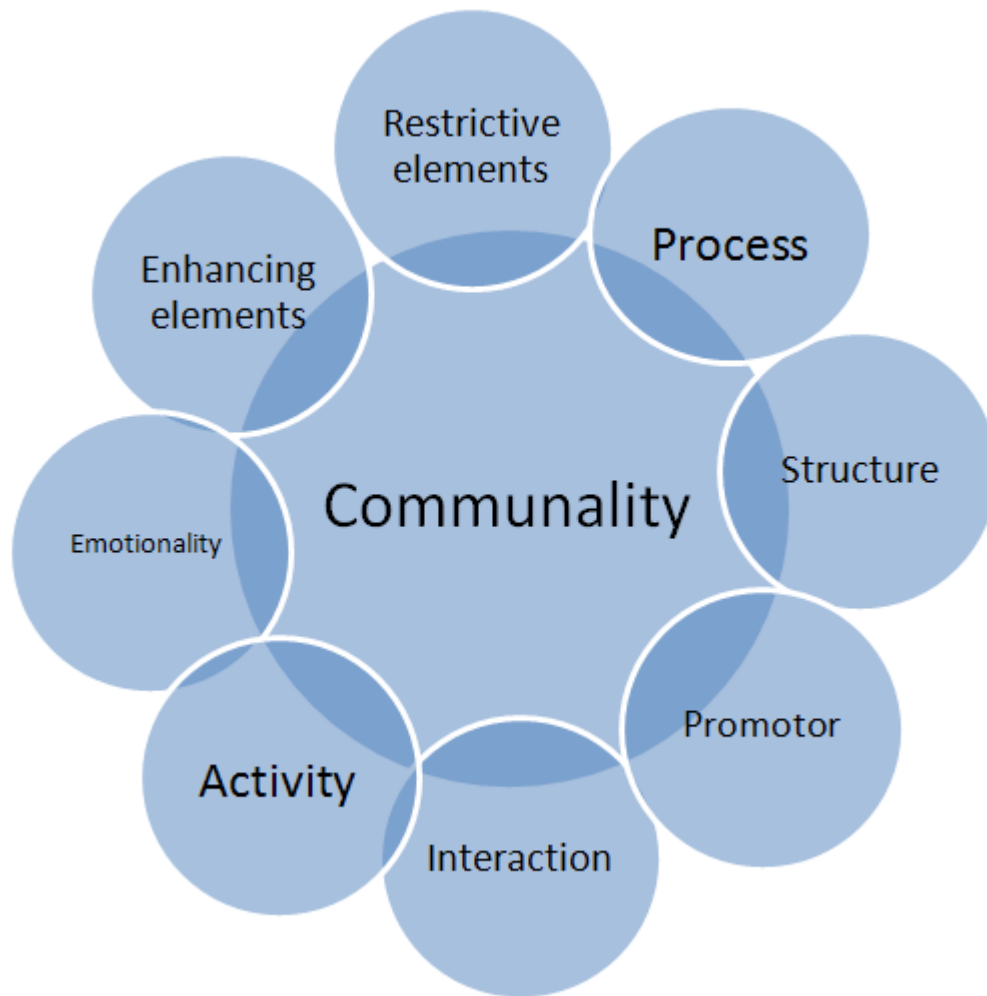 Restrictive
elements
Process
Structure
Promotor
Interaction
Activity
Emotionality
Enhancing
elements
Communality